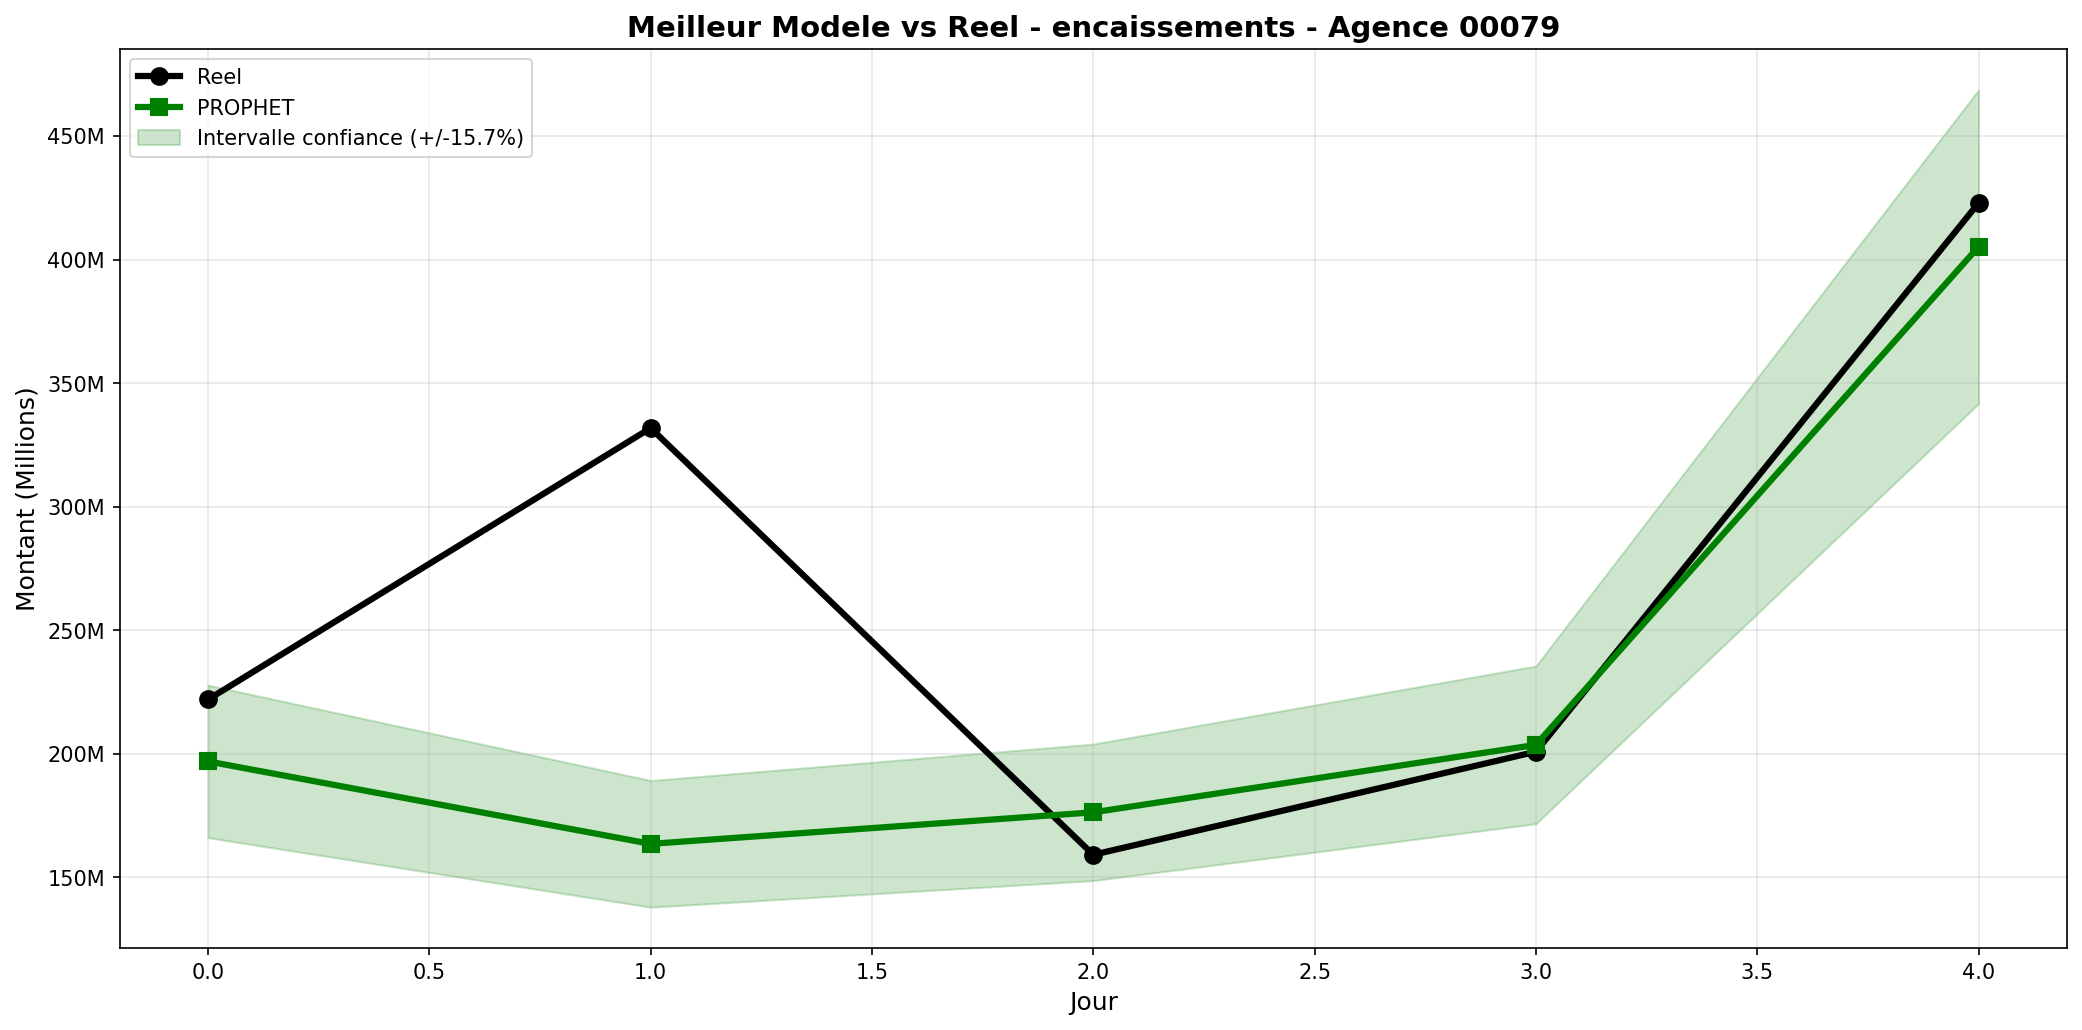 Meilleur Modele vs Reel - encaissements - Agence 00079
Reel
PROPHET
Intervalle confiance (+/-15.7%)
Montant (Millions)
450M
400M
350M
300M
250M
200M
150M
0.0 0.5 1.0 1.5 2.0 2.5 3.0 3.5 4.0
Jour